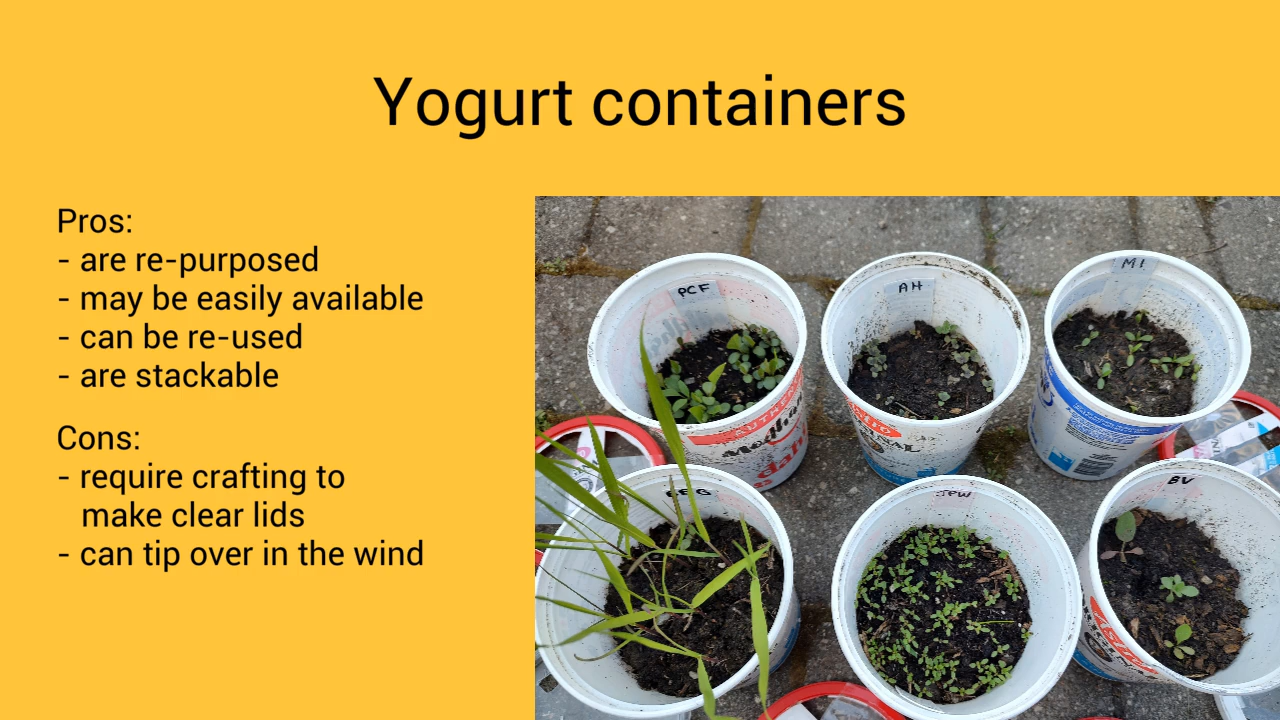 Yogurt containers
Pros:
- are re-purposed
- may be easily available
- can be re-used
- are stackable
Cons:
- require crafting to
make clear lids
- can tip over in the wind
PCF
AH
MI
BV